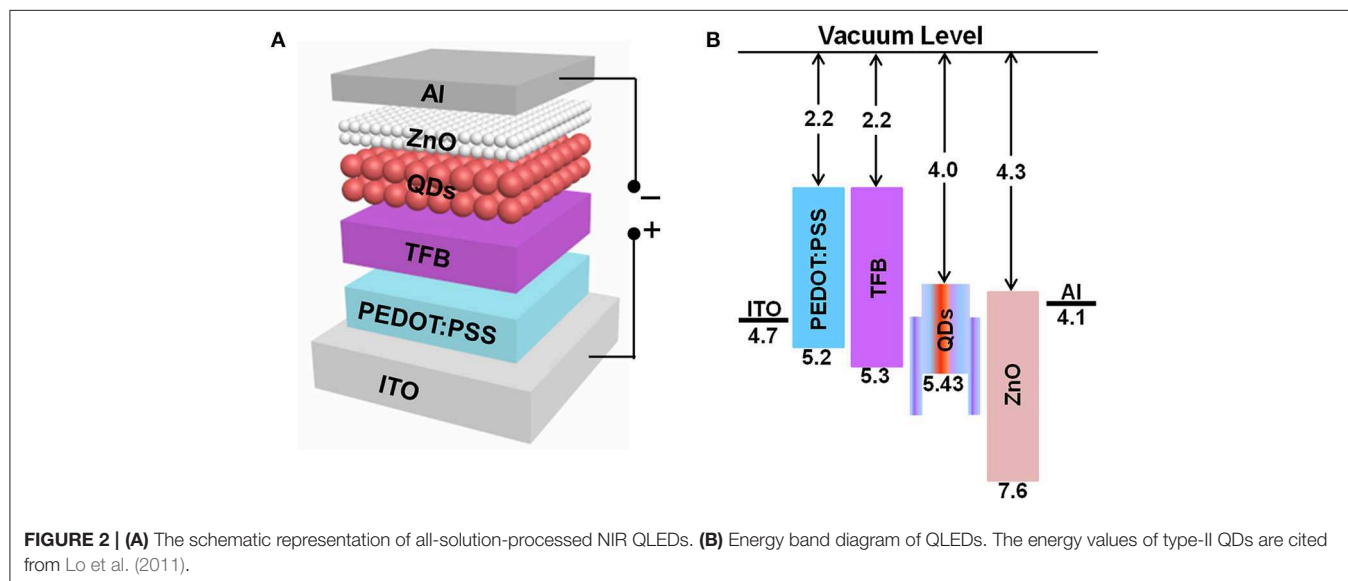 A
Al
ZnO
QDs
TFB
PEDOT:PSS
ITO
–
+
B
Vacuum Level
2.2
2.2
4.0
4.3
PEDOT:PSS
TFB
QDs
ZnO
ITO
4.7
Al
4.1
5.2
5.3
5.43
7.6
FIGURE 2 | (A) The schematic representation of all-solution-processed NIR QLEDs. (B) Energy band diagram of QLEDs. The energy values of type-II QDs are cited
from Lo et al. (2011).